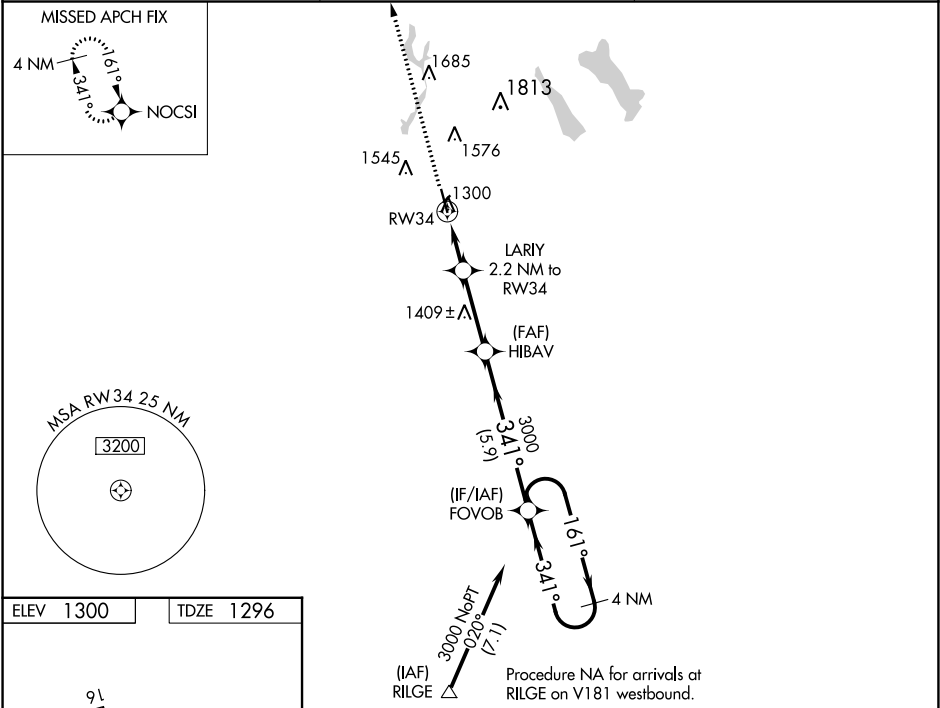 MISSED APCH FIX
4 NM
161°
341°
NOCSI
1685
1813
1576
1545
1300
RW34
LARIY
2.2 NM to
RW34
1409±
(FAF)
HIBAV
MSA RW34 25 NM
3200
3000
341°
(5.9)
(IF/IAF)
FOVOB
161°
341°
4 NM
3000 NoPT
020°
(7.1)
(IAF)
RILGE
Procedure NA for arrivals at
RILGE on V181 westbound.
ELEV 1300
TDZE 1296
16